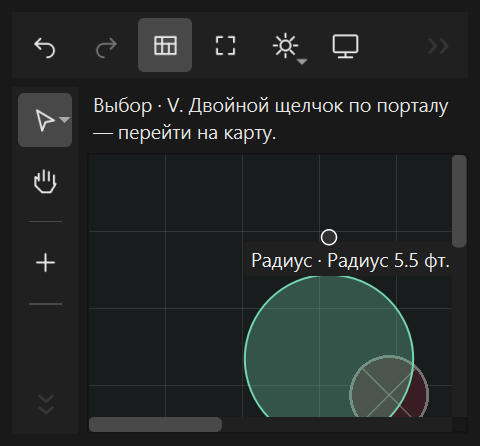 Выбор · V. Двойной щелчок по порталу
— перейти на карту.
Радиус · Радиус 5.5 фт.